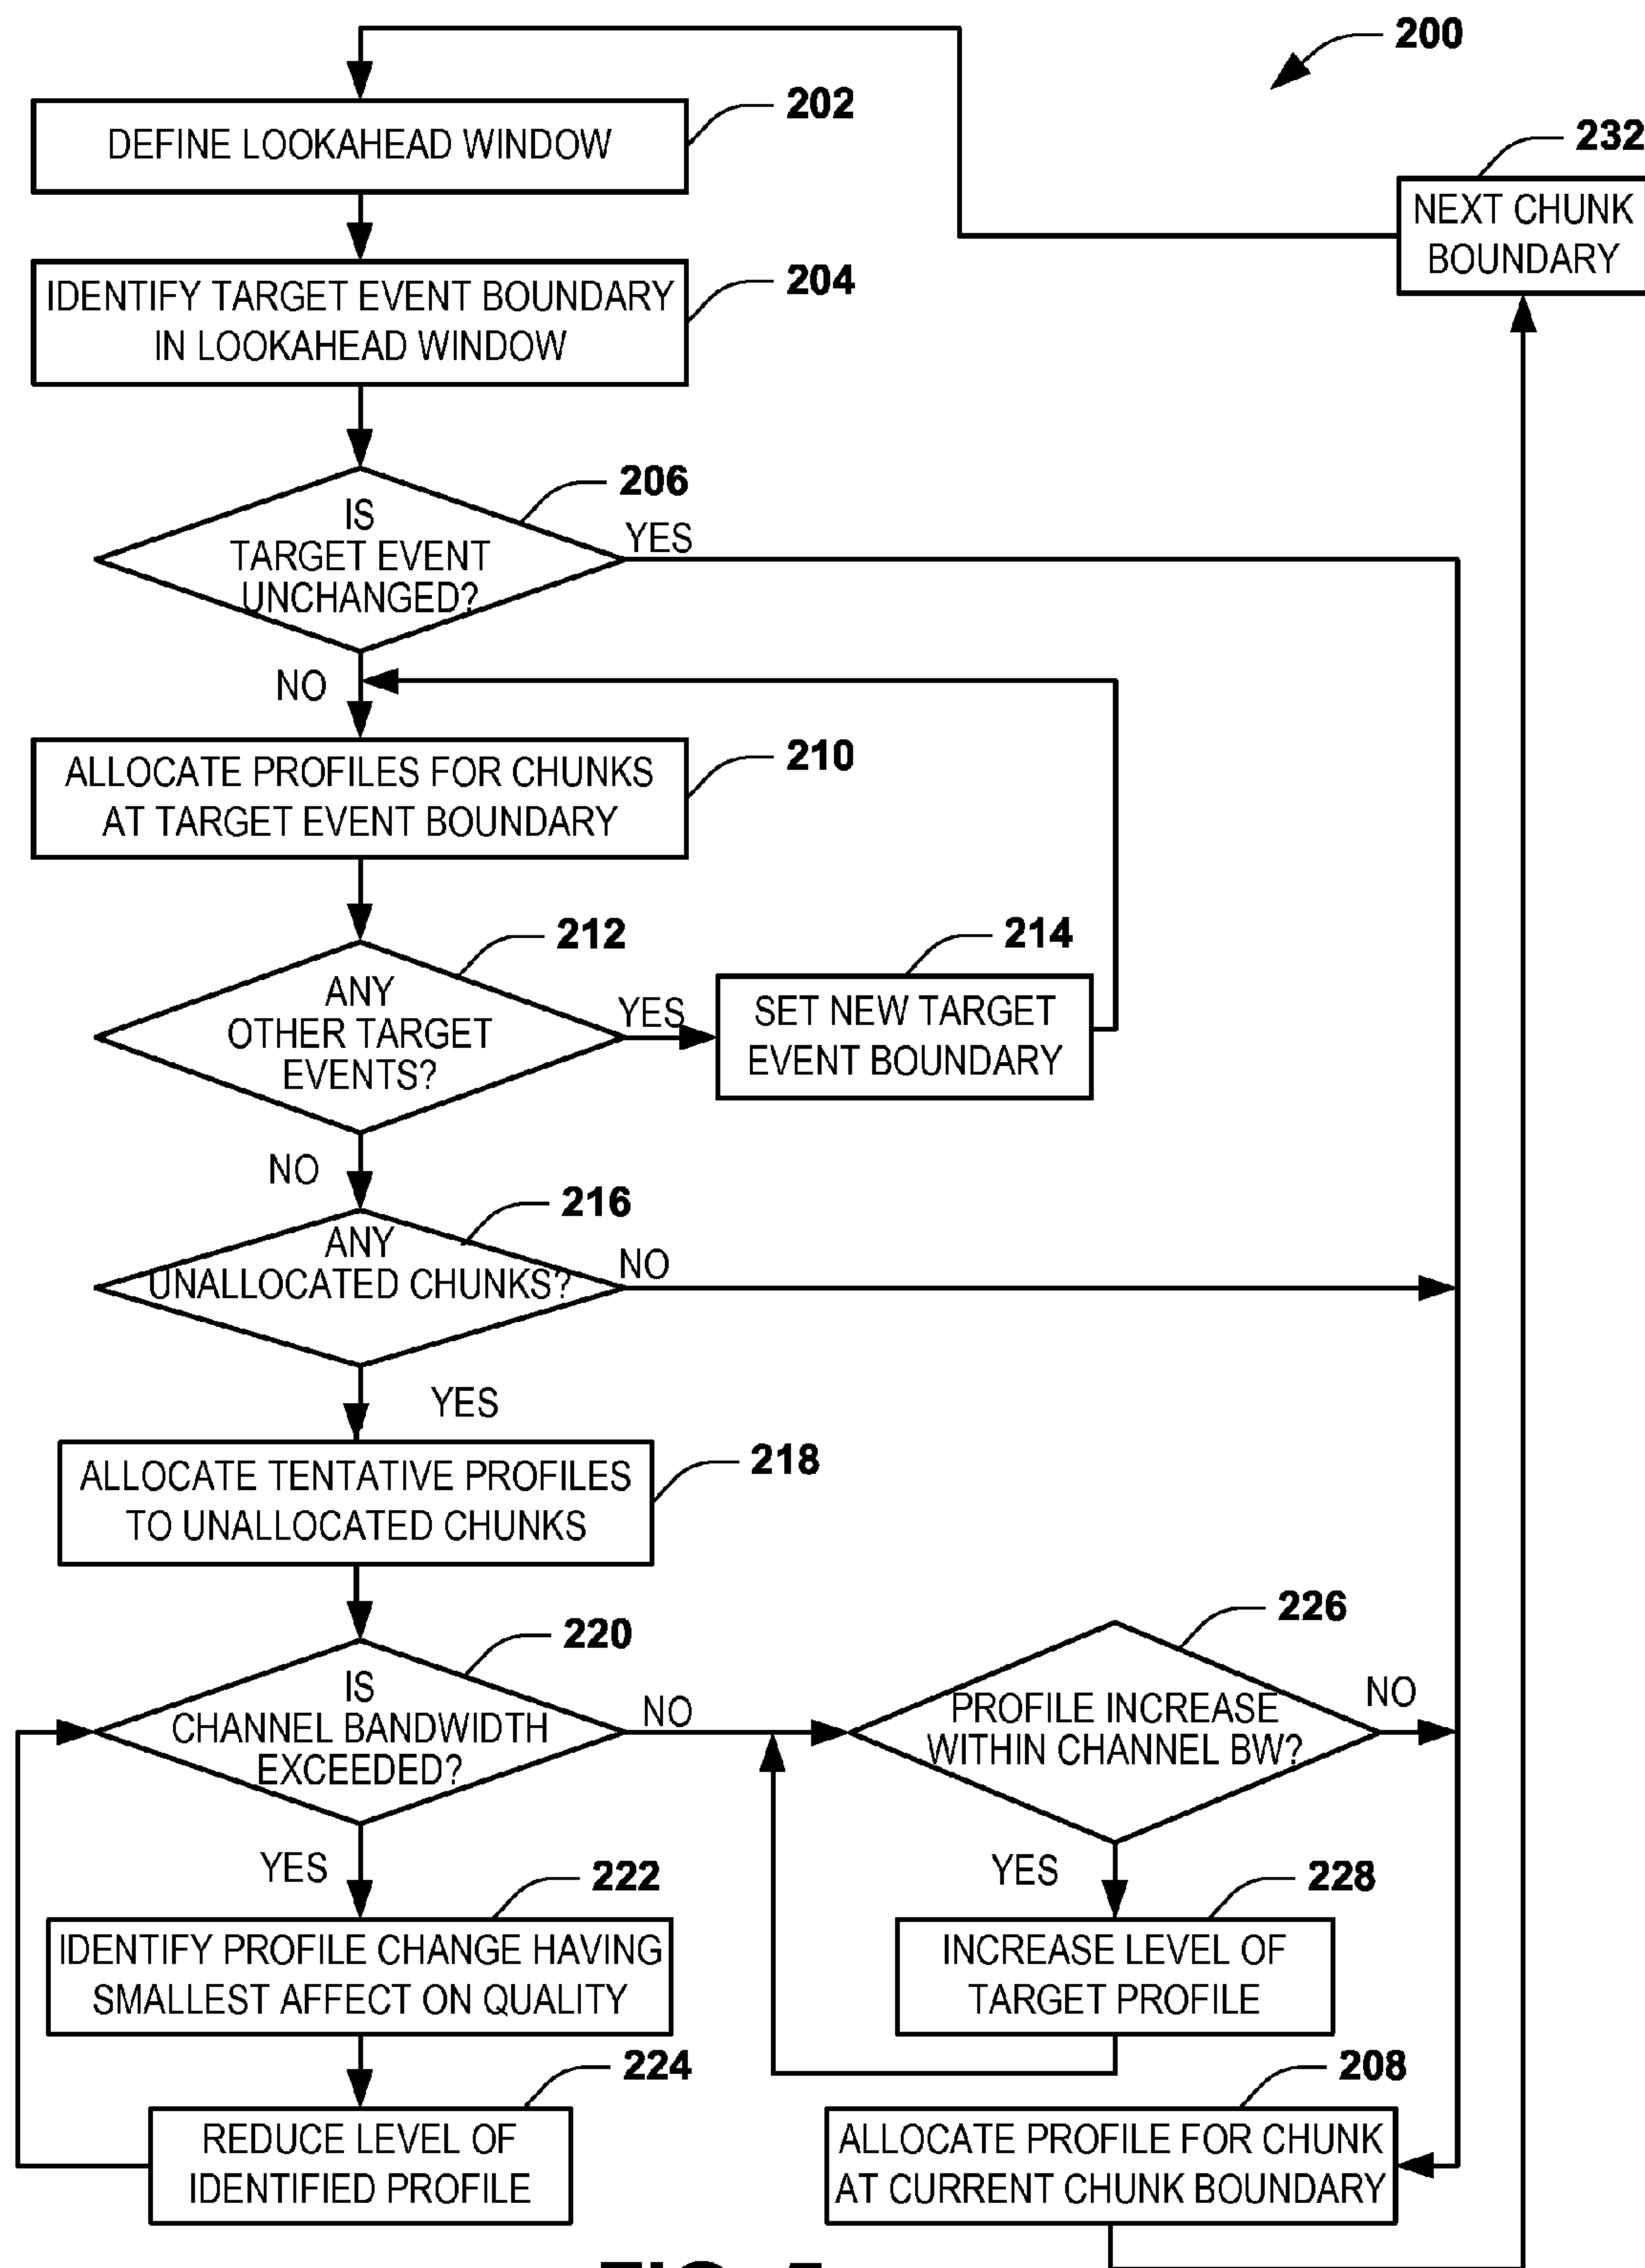 200
202
DEFINE LOOKAHEAD WINDOW
232
NEXT CHUNK
BOUNDARY
204
IDENTIFY TARGET EVENT BOUNDARY
IN LOOKAHEAD WINDOW
206
IS
TARGET EVENT
UNCHANGED?
YES
NO
210
ALLOCATE PROFILES FOR CHUNKS
AT TARGET EVENT BOUNDARY
212
ANY
OTHER TARGET
EVENTS?
YES
214
SET NEW TARGET
EVENT BOUNDARY
NO
216
ANY
UNALLOCATED CHUNKS?
NO
YES
218
ALLOCATE TENTATIVE PROFILES
TO UNALLOCATED CHUNKS
220
IS
CHANNEL BANDWIDTH
EXCEEDED?
NO
226
PROFILE INCREASE
WITHIN CHANNEL BW?
NO
YES
222
IDENTIFY PROFILE CHANGE HAVING
SMALLEST AFFECT ON QUALITY
YES
228
INCREASE LEVEL OF
TARGET PROFILE
224
REDUCE LEVEL OF
IDENTIFIED PROFILE
208
ALLOCATE PROFILE FOR CHUNK
AT CURRENT CHUNK BOUNDARY